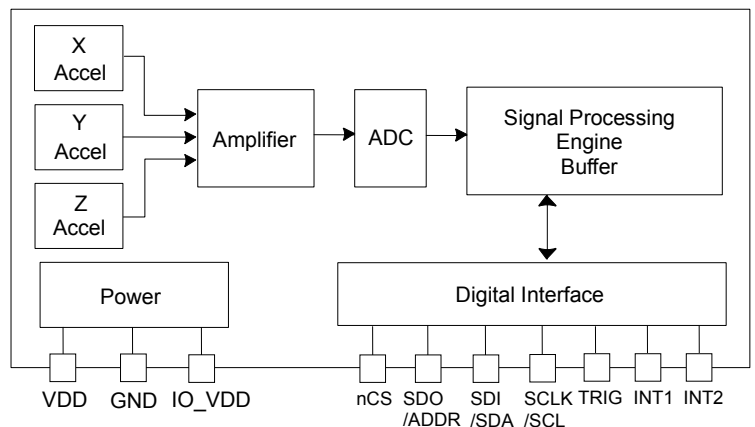 X
Accel
Y
Accel
Z
Accel
Amplifier
ADC
Signal Processing
Engine
Buffer
Power
Digital Interface
VDD
GND
IO_VDD
nCS
SDO
/ADDR
SDI
/SDA
SCLK
/SCL
TRIG
INT1
INT2